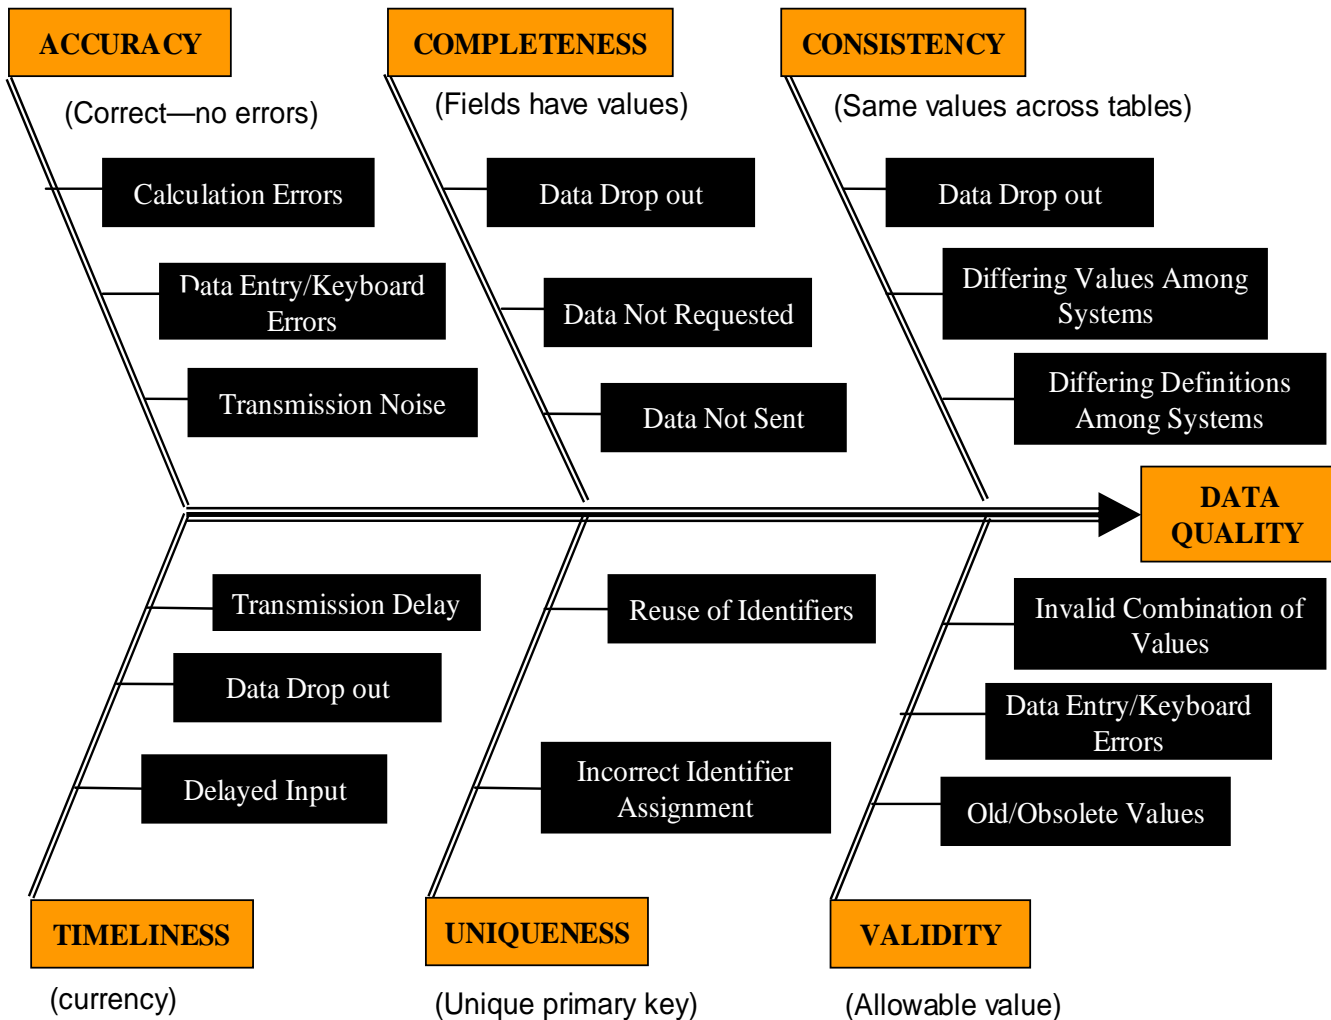 ACCURACY
(Correct—no errors)
Calculation Errors
Data Entry/Keyboard
Errors
Transmission Noise
COMPLETENESS
(Fields have values)
Data Drop out
Data Not Requested
Data Not Sent
CONSISTENCY
(Same values across tables)
Data Drop out
Differing Values Among
Systems
Differing Definitions
Among Systems
DATA
QUALITY
Transmission Delay
Data Drop out
Delayed Input
TIMELINESS
(currency)
Reuse of Identifiers
Incorrect Identifier
Assignment
UNIQUENESS
(Unique primary key)
Invalid Combination of
Values
Data Entry/Keyboard
Errors
Old/Obsolete Values
VALIDITY
(Allowable value)